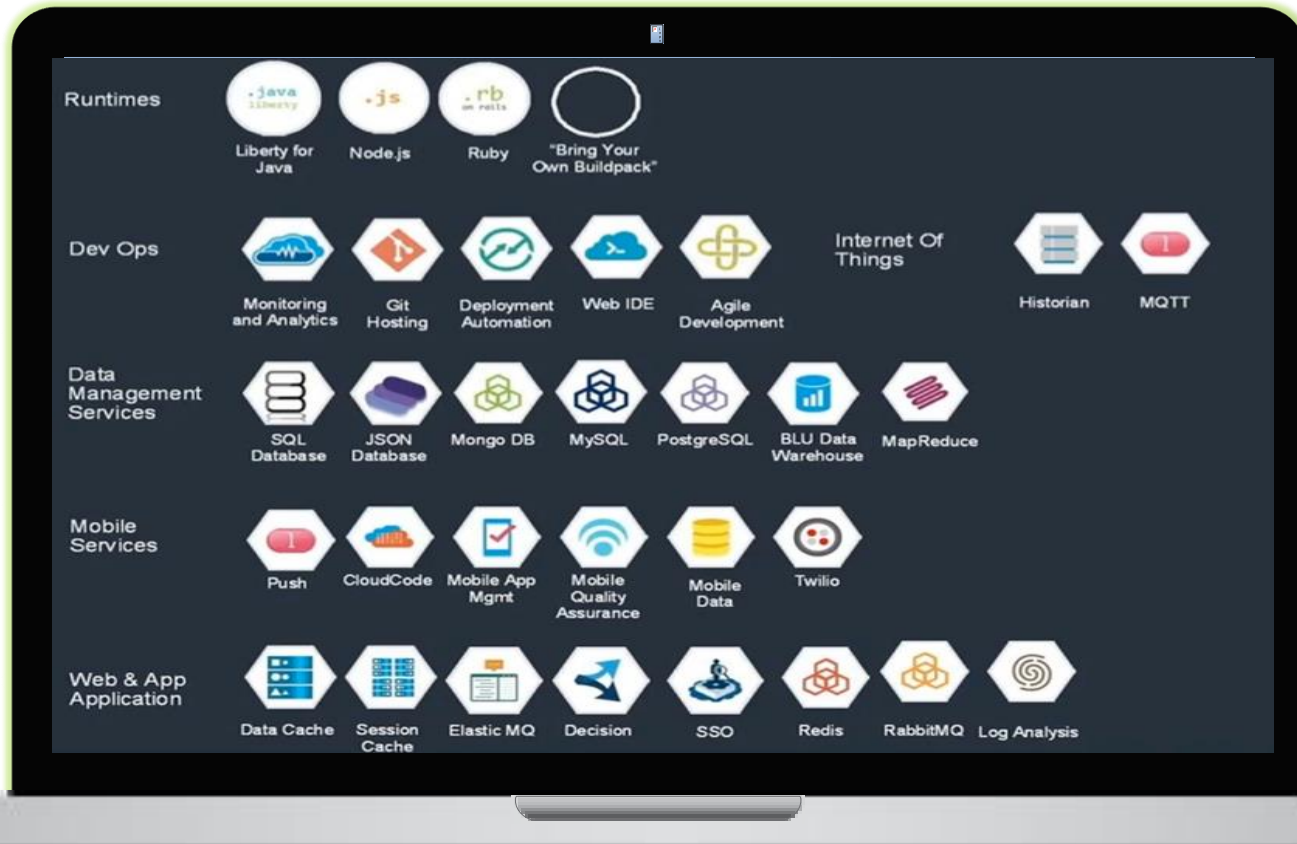 Runtimes
.java
liberty
.js
.rb
on rails
Liberty for
Java
Node.js
Ruby
"Bring Your
Own Buildpack"
Dev Ops
Monitoring
and Analytics
Git
Hosting
Deployment
Automation
Web IDE
Agile
Development
Internet Of
Things
Historian
1
MQTT
Data
Management
Services
SQL
Database
JSON
Database
Mongo DB
MySQL
PostgreSQL
BLU Data
Warehouse
MapReduce
Mobile
Services
1
Push
CloudCode
Mobile App
Mgmt
Mobile
Quality
Assurance
Mobile
Data
Twilio
Web & App
Application
Data Cache
Session
Cache
Elastic MQ
Decision
SSO
Redis
RabbitMQ
Log Analysis